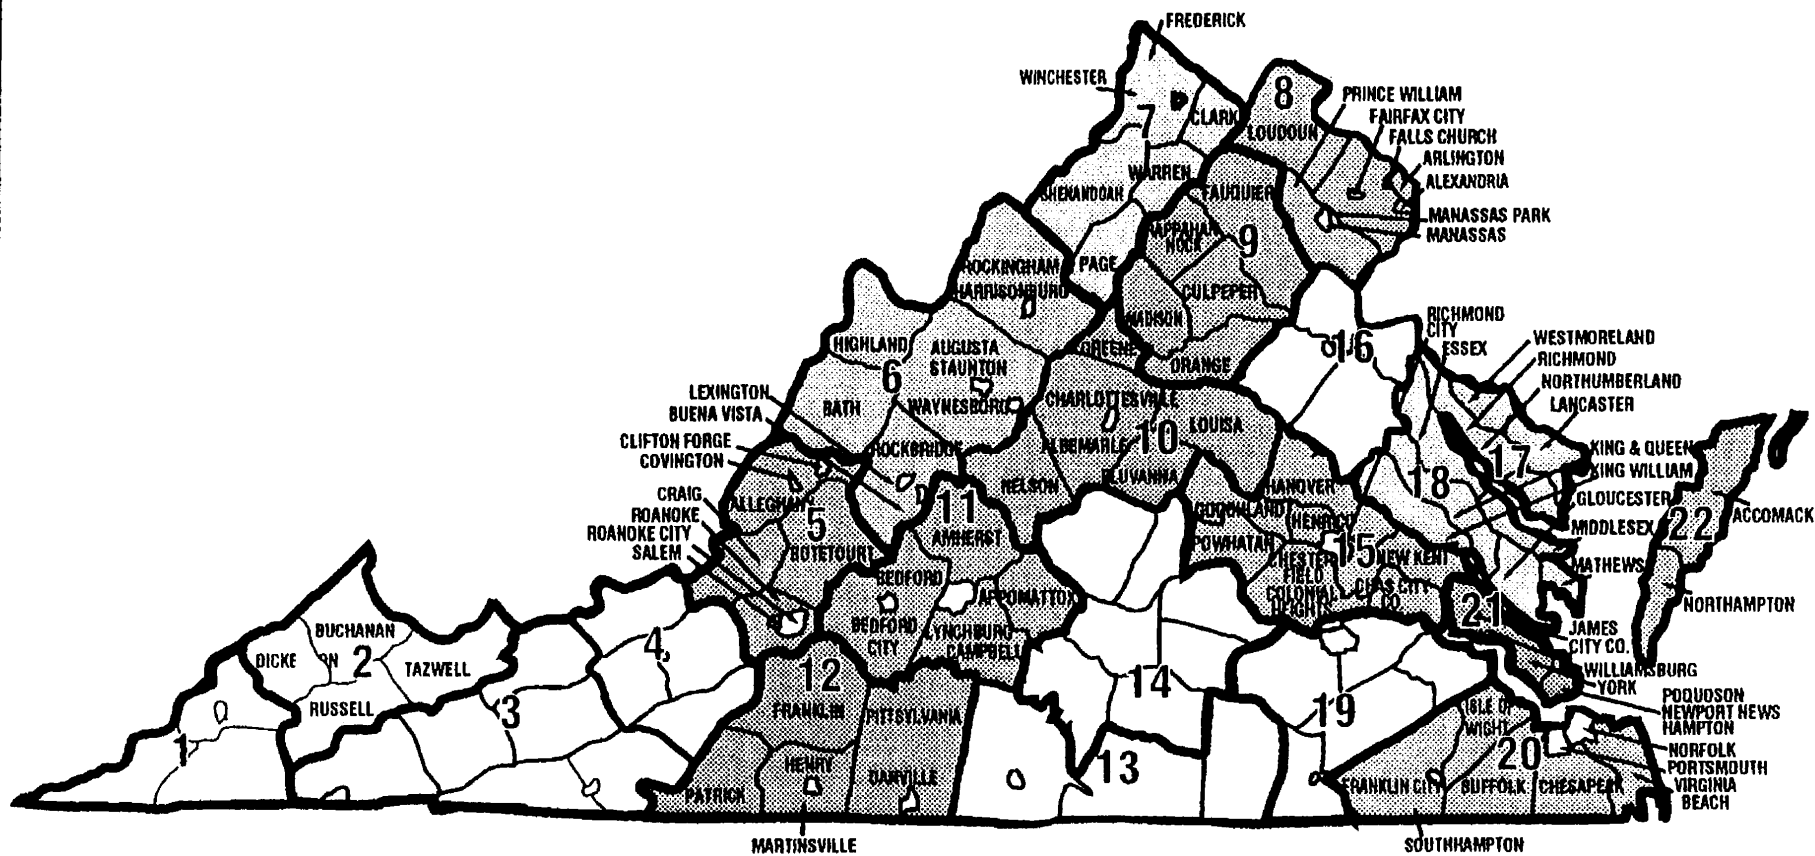 FREDERICK
WINCHESTER
7
CLARK
8
LOUDOUN
PRINCE WILLIAM
FAIRFAX CITY
FALLS CHURCH
ARLINGTON
ALEXANDRIA
MANASSAS PARK
MANASSAS
WARREN
SHENANDOAH
PAGE
FAUQUIER
RAPPAHAN
NOCK
9
CULPEPER
MADISON
ORANGE
ROCKINGHAM
HARRISONBURG
HIGHLAND
AUGUSTA
STAUNTON
6
BATH
WAYNESBORO
ROCKBRIDGE
GREENE
CHARLOTTESVILLE
ALBEMARLE
10
LOUISA
FLUVANNA
NELSON
16
RICHMOND
CITY
ESSEX
WESTMORELAND
RICHMOND
NORTHUMBERLAND
LANCASTER
KING & QUEEN
KING WILLIAM
GLOUCESTER
MIDDLESEX
MATHEWS
17
18
22
ACCOMACK
NORTHAMPTON
LEXINGTON
BUENA VISTA
CLIFTON FORGE
COVINGTON
CRAIG
ROANOKE
ROANOKE CITY
SALEM
ALLEGHANY
5
BOTETOURT
11
AMHERST
BEDFORD
BEDFORD
CITY
APPOMATTOX
LYNCHBURG
CAMPBELL
GOOCHLAND
HANOVER
HENRICO
POWHATAN
15
NEW KENT
CHESTER
FIELD
COLONIAL
HEIGHTS
CHAS CITY
CO.
21
JAMES
CITY CO.
WILLIAMSBURG
YORK
POQUOSON
NEWPORT NEWS
HAMPTON
NORFOLK
PORTSMOUTH
VIRGINIA
BEACH
BUCHANAN
DICKE ON
2
TAZWELL
RUSSELL
1
3
4
12
FRANKLIN
PITTSYLVANIA
HENRY
DANVILLE
PATRICK
MARTINSVILLE
14
13
19
ISLE OF
WIGHT
20
FRANKLIN CITY
SUFFOLK
CHESAPEAK
SOUTHHAMPTON